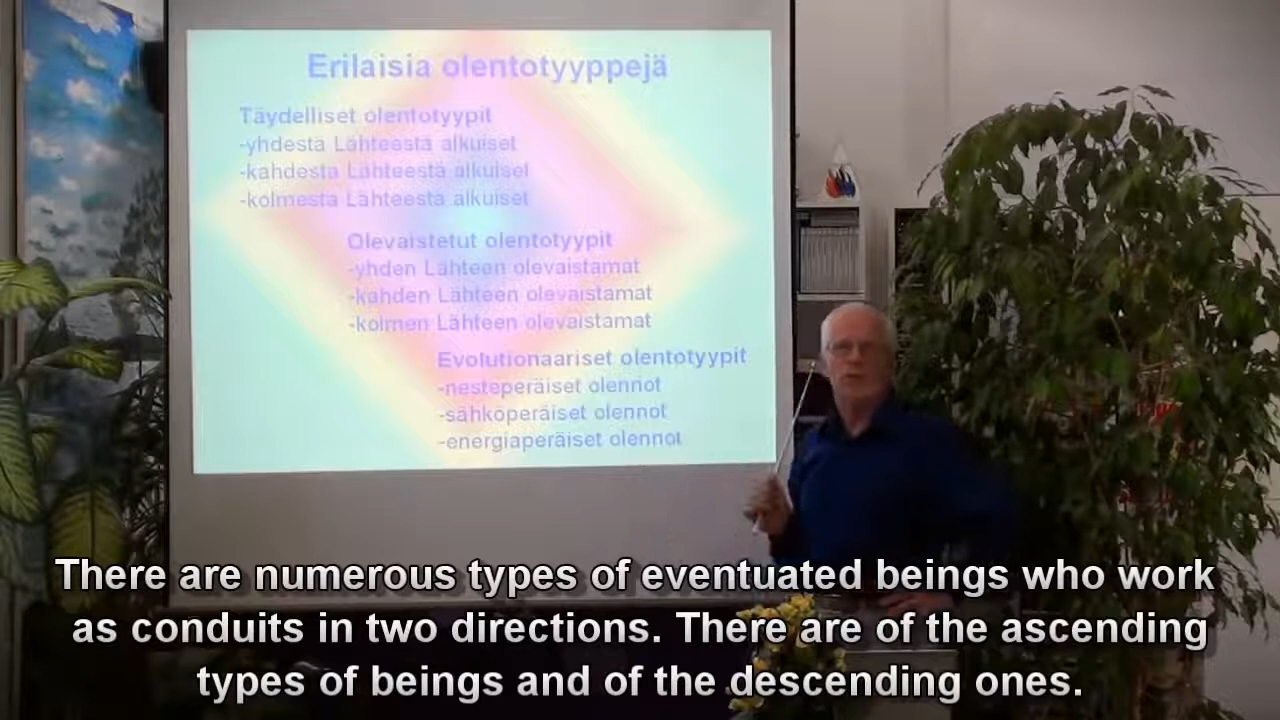 Erilaisia olentotyyppejä
Täydelliset olentotyypit
-yhdestä Lähteestä alkuiset
-kahdesta Lähteestä alkuiset
-kolmesta Lähteestä alkuiset
Olevaistetut olentotyypit
-yhden Lähteen olevaistamat
-kahden Lähteen olevaistamat
-kolmen Lähteen olevaistamat
Evolutionaariset olentotyypit
-nesteperäiset olennot
-sähköperäiset olennot
-energiaperäiset olennot
There are numerous types of eventuated beings who work
as conduits in two directions. There are of the ascending
types of beings and of the descending ones.